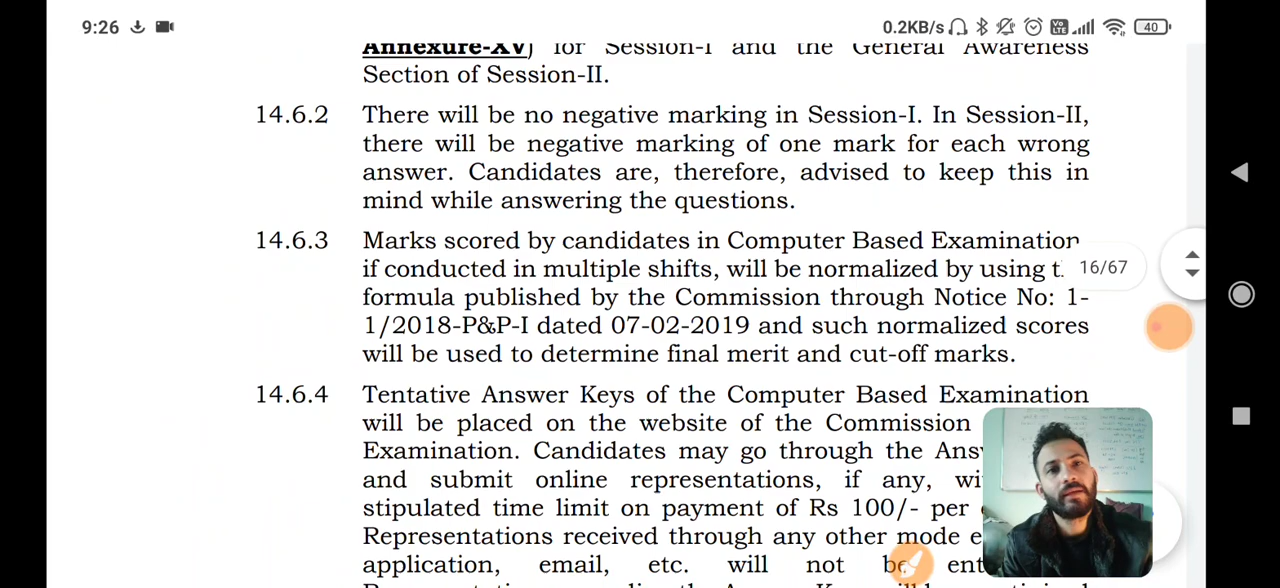 9:26
0.2KB/s
Vo
LTE
40
Annexure-XV) for Session-I and the General Awareness
Section of Session-II.
14.6.2 There will be no negative marking in Session-I. In Session-II,
there will be negative marking of one mark for each wrong
answer. Candidates are, therefore, advised to keep this in
mind while answering the questions.
14.6.3 Marks scored by candidates in Computer Based Examination
if conducted in multiple shifts, will be normalized by using
16/67
formula published by the Commission through Notice No: 1-
1/2018-P&P-I dated 07-02-2019 and such normalized scores
will be used to determine final merit and cut-off marks.
14.6.4 Tentative Answer Keys of the Computer Based Examination
will be placed on the website of the Commission
Examination. Candidates may go through the
and submit online representations, if any,
stipulated time limit on payment of Rs 100/- per
Representations received through any other mode
application, email, etc. will not be